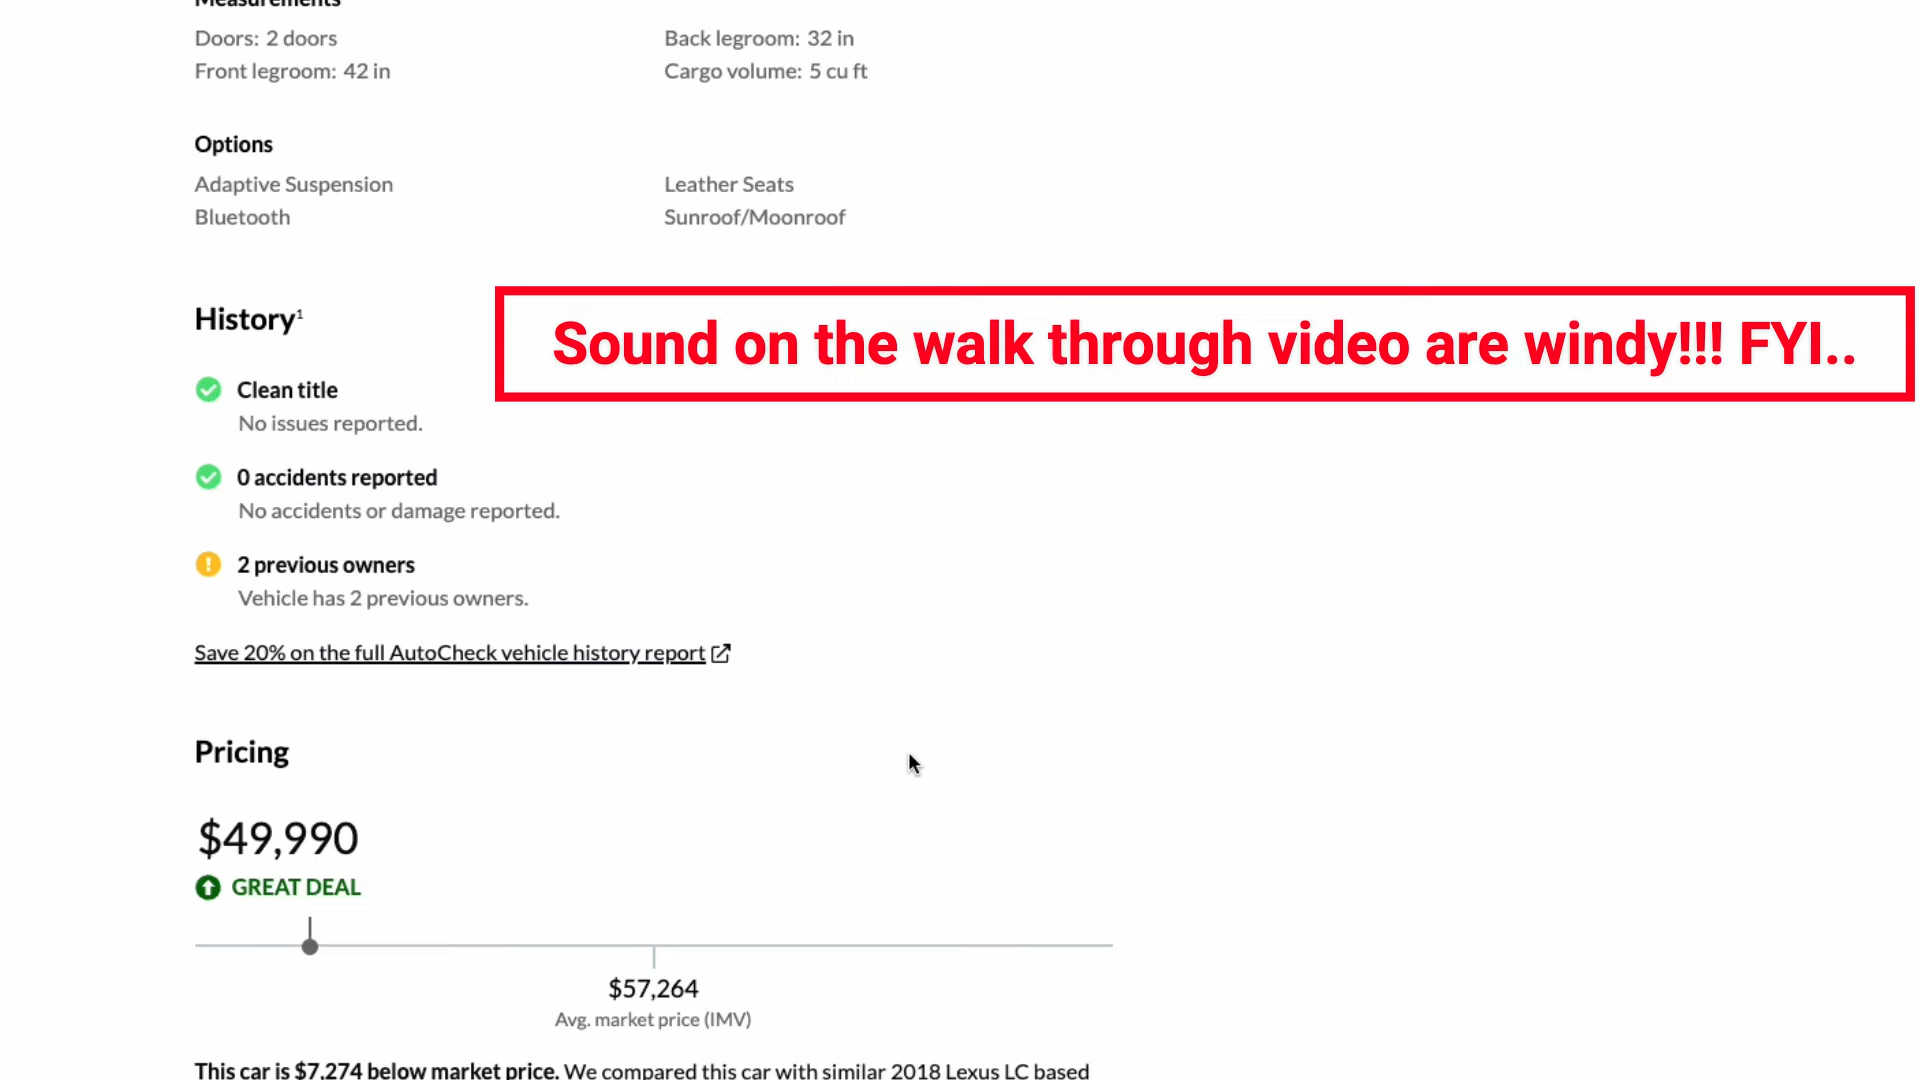 Measurements
Doors: 2 doors
Back legroom: 32 in
Front legroom: 42 in
Cargo volume: 5 cu ft
Options
Adaptive Suspension
Leather Seats
Bluetooth
Sunroof/Moonroof
History1
Sound on the walk through video are windy!!! FYI..
Clean title
No issues reported.
0 accidents reported
No accidents or damage reported.
2 previous owners
Vehicle has 2 previous owners.
Save 20% on the full AutoCheck vehicle history report
Pricing
$49,990
GREAT DEAL
$57,264
Avg. market price (IMV)
This car is $7,274 below market price. We compared this car with similar 2018 Lexus LC based